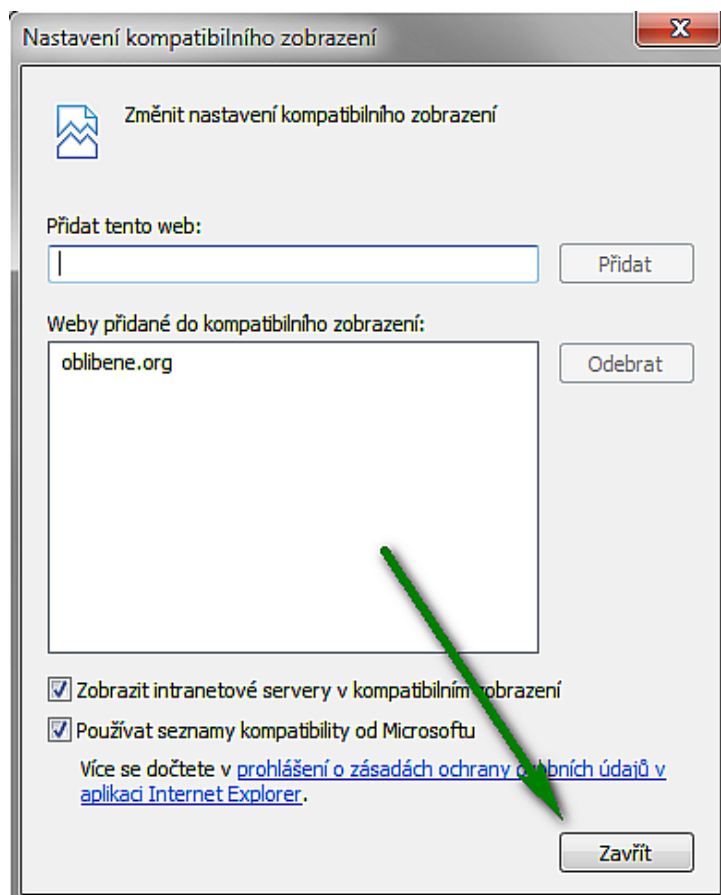 Nastavení kompatibilního zobrazení
x
Změnit nastavení kompatibilního zobrazení
Přidat tento web:
Přidat
Weby přidané do kompatibilního zobrazení:
oblibene.org
Odebrat
Zobrazit intranetové servery v kompatibilním zobrazení
Používat seznamy kompatibility od Microsoftu
Více se dočtete v prohlášení o zásadách ochrany osobních údajů v
aplikaci Internet Explorer.
Zavřít